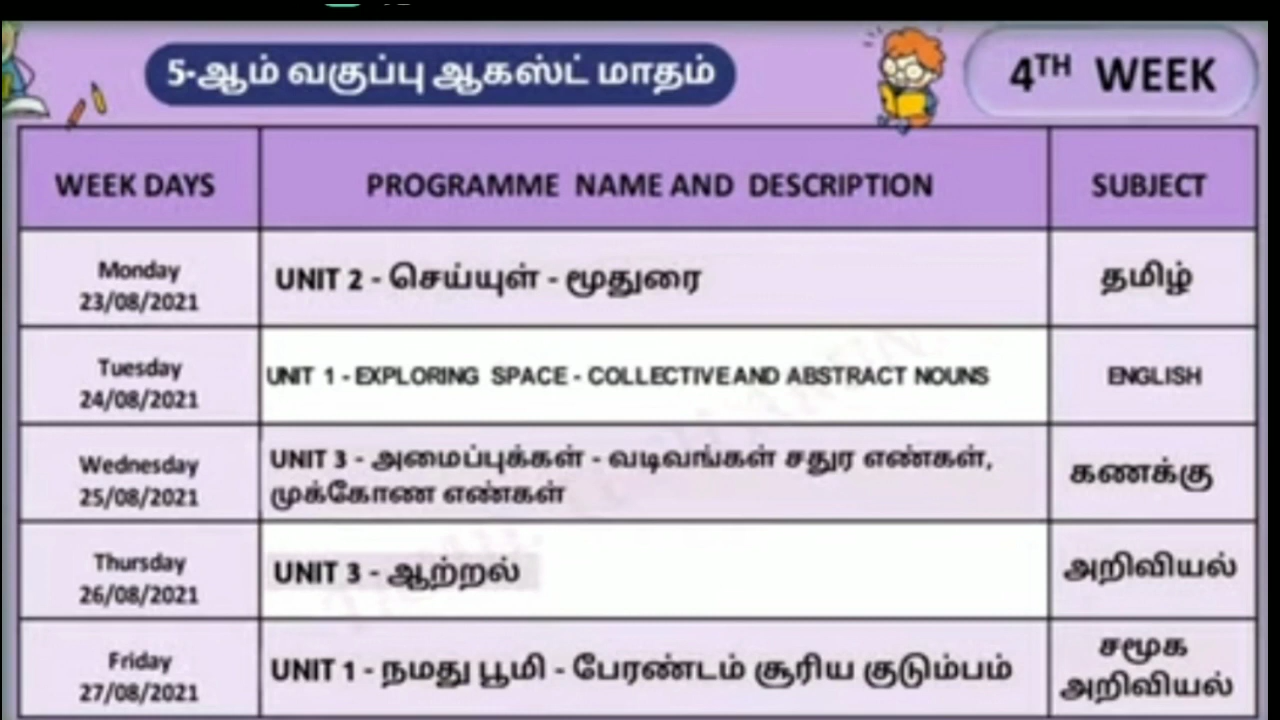 5-ஆம் வகுப்பு ஆகஸ்ட் மாதம்
4TH WEEK
WEEK DAYS
PROGRAMME NAME AND DESCRIPTION
SUBJECT
Monday
23/08/2021
UNIT 2 - செய்யுள் - மூதுரை
தமிழ்
Tuesday
24/08/2021
UNIT 1 - EXPLORING SPACE - COLLECTIVE AND ABSTRACT NOUNS
ENGLISH
Wednesday
25/08/2021
UNIT 3 - அமைப்புக்கள் - வடிவங்கள் சதுர எண்கள்,
முக்கோண எண்கள்
கணக்கு
Thursday
26/08/2021
UNIT 3 - ஆற்றல்
அறிவியல்
Friday
27/08/2021
UNIT 1 - நமது பூமி - பேரண்டம் சூரிய குடும்பம்
சமூக
அறிவியல்